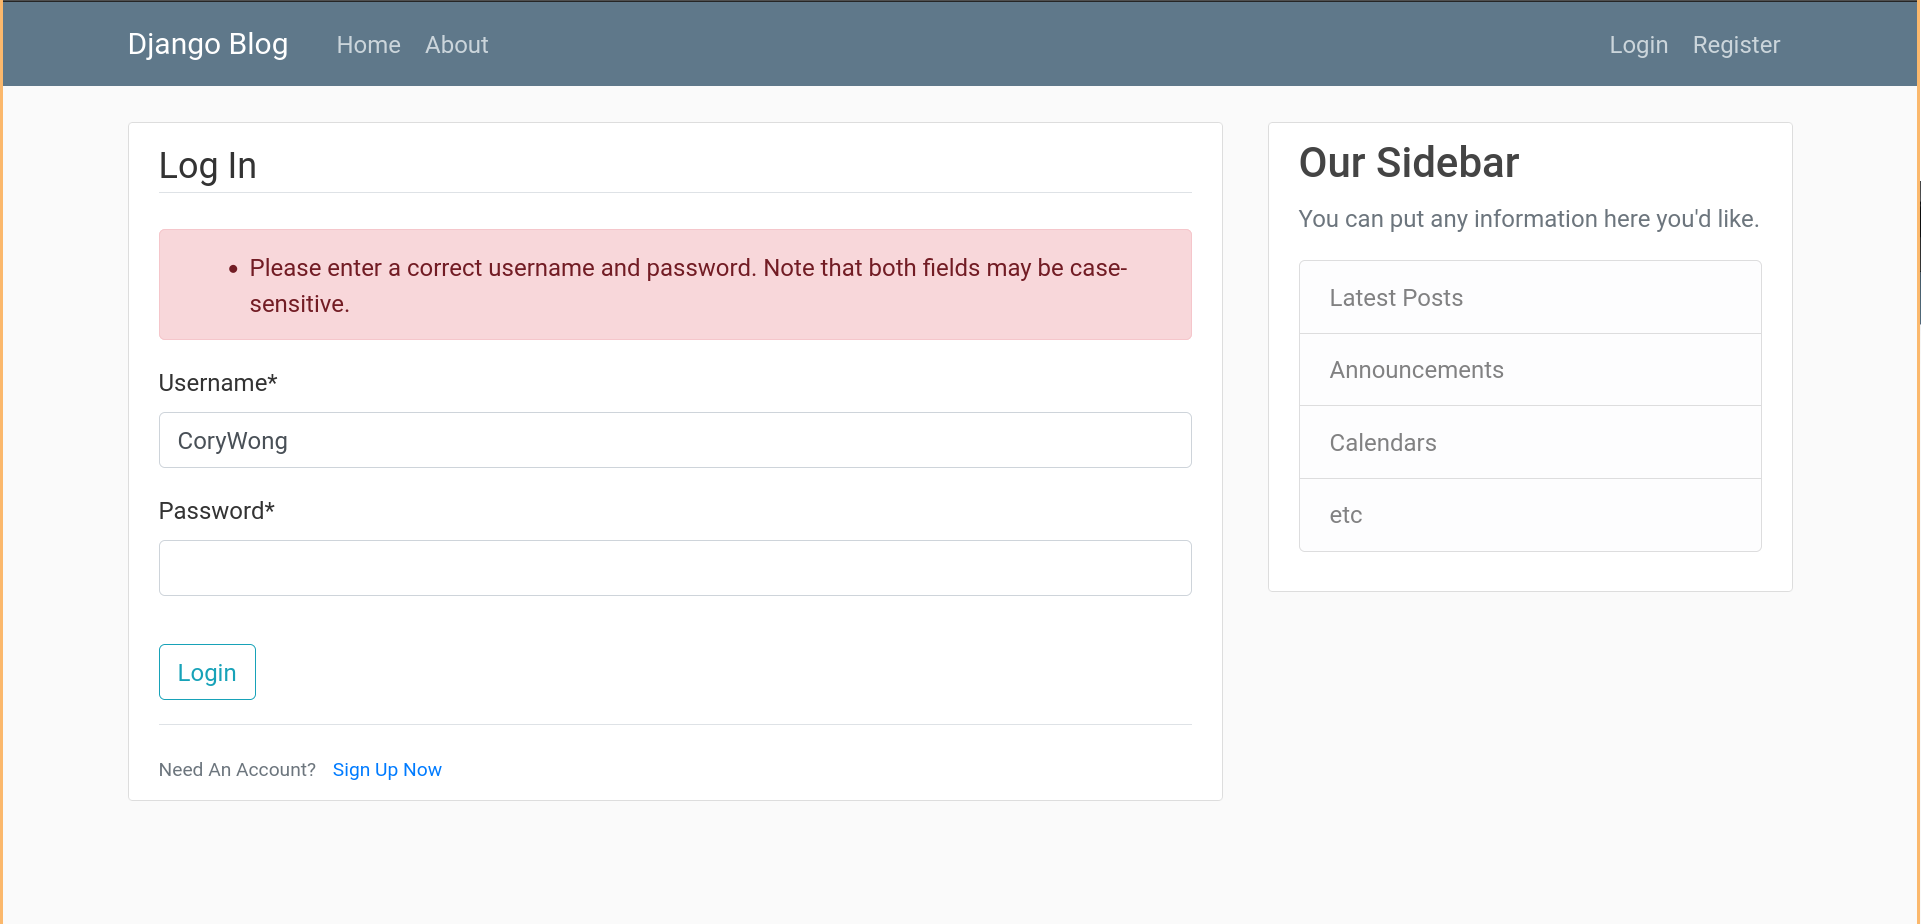 Django Blog Home About Login Register
Log In
Please enter a correct username and password. Note that both fields may be case-
sensitive.
Username*
CoryWong
Password*
Login
Need An Account? Sign Up Now
Our Sidebar
You can put any information here you'd like.
Latest Posts
Announcements
Calendars
etc